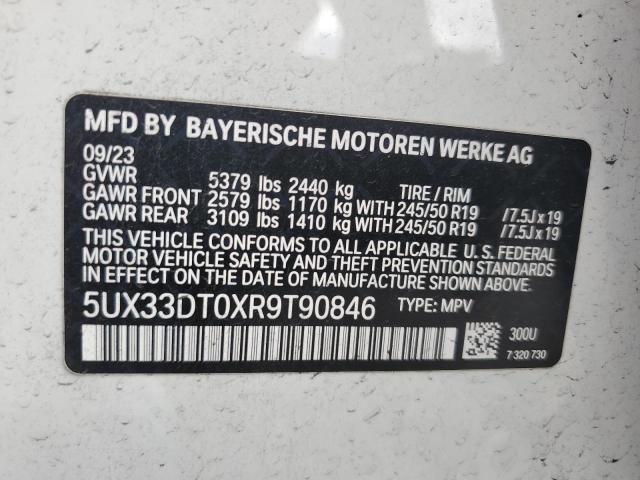 MFD BY BAYERISCHE MOTOREN WERKE AG
09/23
GVWR 5379 lbs 2440 kg TIRE / RIM
GAWR FRONT 2579 lbs 1170 kg WITH 245/50 R19 /7.5J x 19
GAWR REAR 3109 lbs 1410 kg WITH 245/50 R19 /7.5J x 19
THIS VEHICLE CONFORMS TO ALL APPLICABLE U. S. FEDERAL
MOTOR VEHICLE SAFETY AND THEFT PREVENTION STANDARDS IN
EFFECT ON THE DATE OF MANUFACTURE SHOWN ABOVE.
5UX33DT0XR9T90846 TYPE: MPV
300U
7 320 730